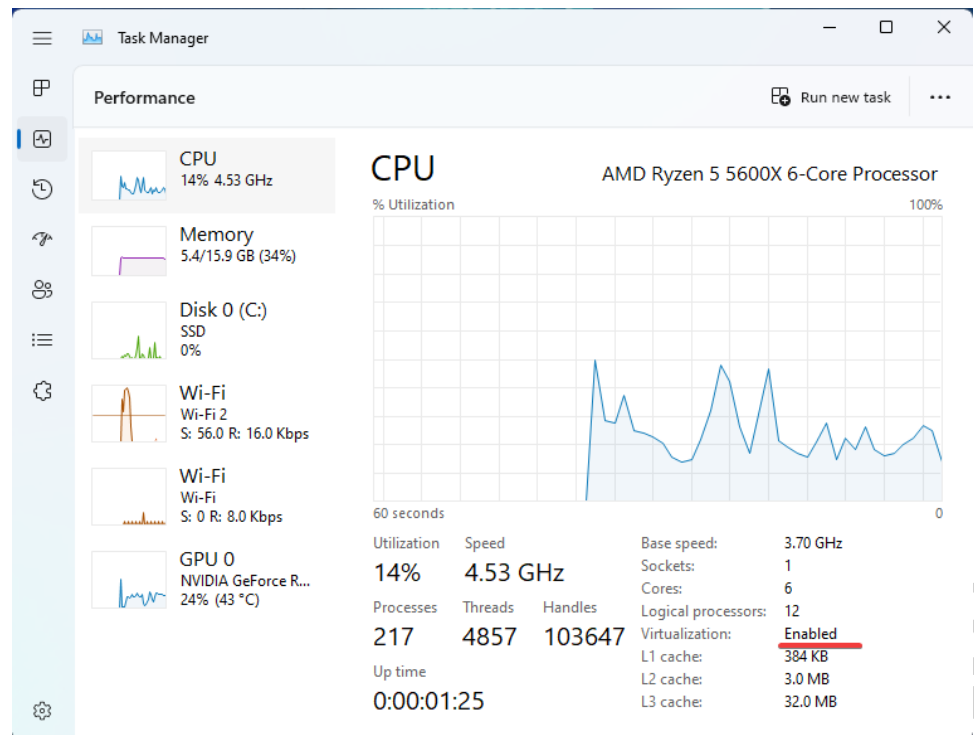 Task Manager
Performance
Run new task
CPU
14% 4.53 GHz
Memory
5.4/15.9 GB (34%)
Disk 0 (C:)
SSD
0%
Wi-Fi
Wi-Fi 2
S: 56.0 R: 16.0 Kbps
Wi-Fi
Wi-Fi
S: 0 R: 8.0 Kbps
GPU 0
NVIDIA GeForce R...
24% (43 °C)
CPU
AMD Ryzen 5 5600X 6-Core Processor
% Utilization 100%
60 seconds 0
Utilization Speed
14% 4.53 GHz
Processes Threads Handles
217 4857 103647
Up time
0:00:01:25
Base speed: 3.70 GHz
Sockets: 1
Cores: 6
Logical processors: 12
Virtualization: Enabled
L1 cache: 384 KB
L2 cache: 3.0 MB
L3 cache: 32.0 MB